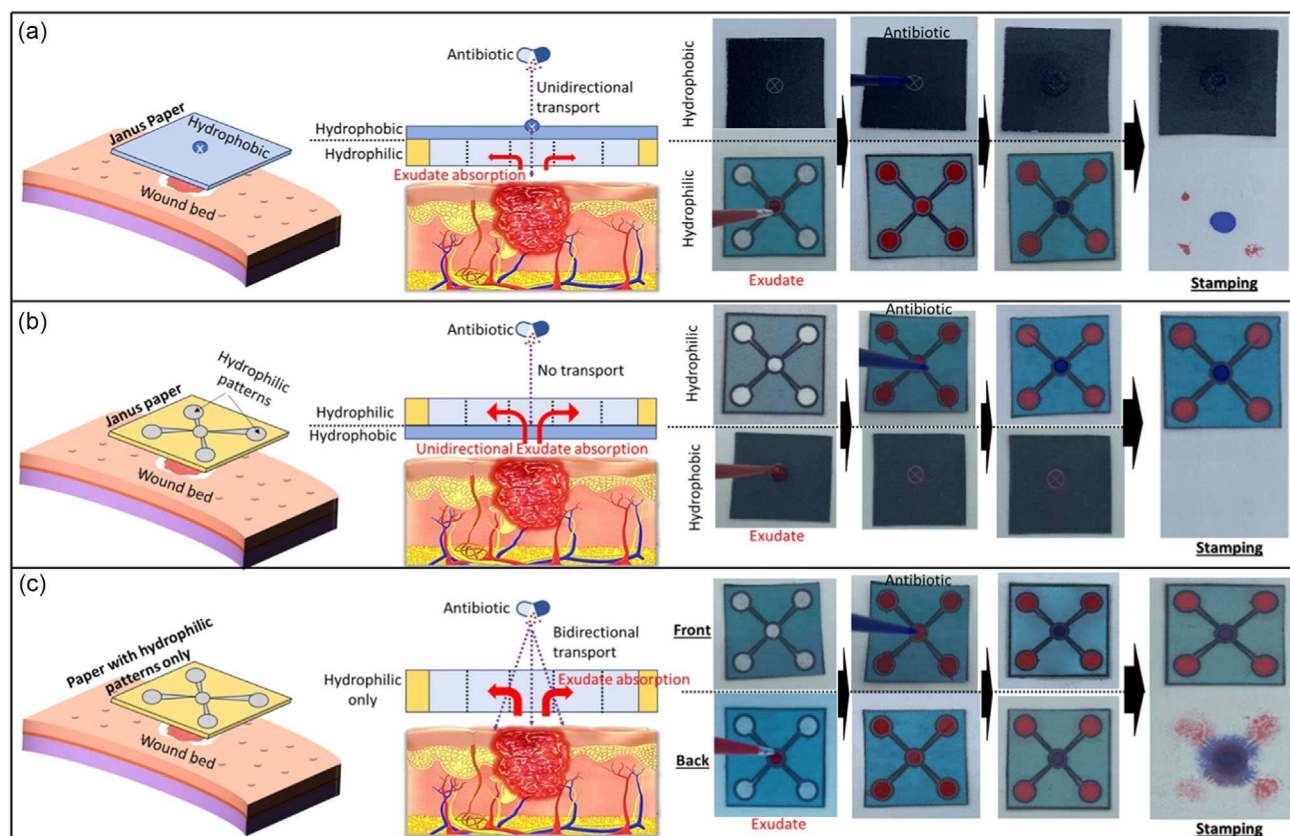 (a)
Janus Paper
Hydrophobic
X
Wound bed
Antibiotic
Unidirectional
transport
Hydrophobic
Hydrophilic
Exudate absorption
Hydrophobic
Hydrophilic
Antibiotic
Exudate
Stamping
(b)
Janus paper
Hydrophilic
patterns
Wound bed
Antibiotic
No transport
Hydrophilic
Hydrophobic
Unidirectional Exudate absorption
Hydrophilic
Hydrophobic
Antibiotic
Exudate
Stamping
(c)
Paper with hydrophilic
patterns only
Wound bed
Antibiotic
Bidirectional
transport
Hydrophilic
only
Exudate absorption
Front
Back
Antibiotic
Exudate
Stamping